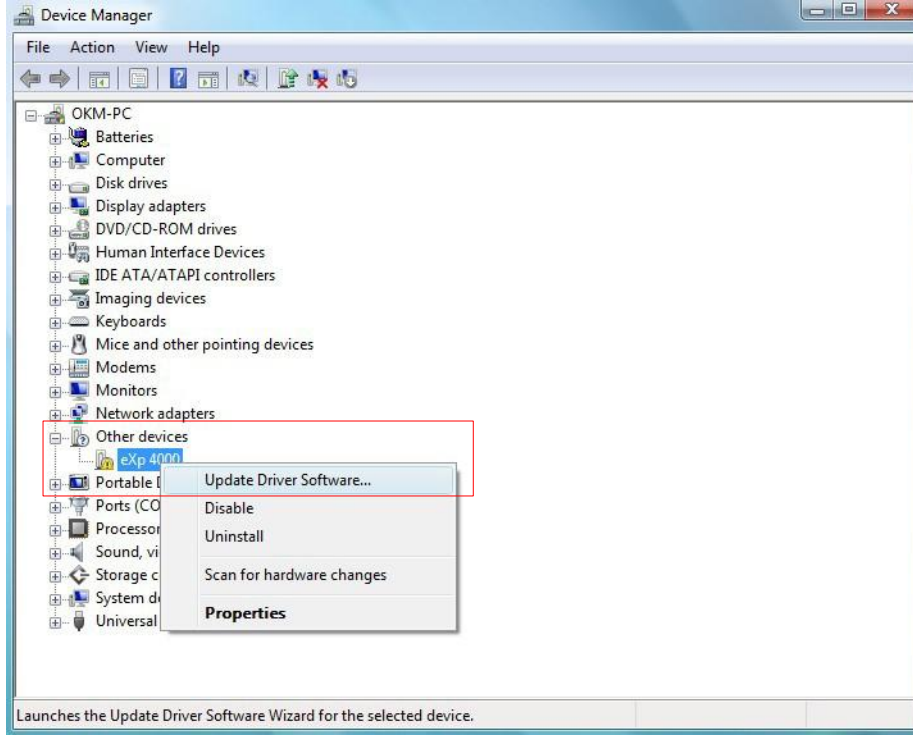 Device Manager
File Action View Help
OKM-PC
Batteries
Computer
Disk drives
Display adapters
DVD/CD-ROM drives
Human Interface Devices
IDE ATA/ATAPI controllers
Imaging devices
Keyboards
Mice and other pointing devices
Modems
Monitors
Network adapters
Other devices
eXp 4000
Update Driver Software...
Portable
Ports (CO
Disable
Processor
Uninstall
Sound, vi
Storage c
Scan for hardware changes
System d
Universal
Properties
Launches the Update Driver Software Wizard for the selected device.